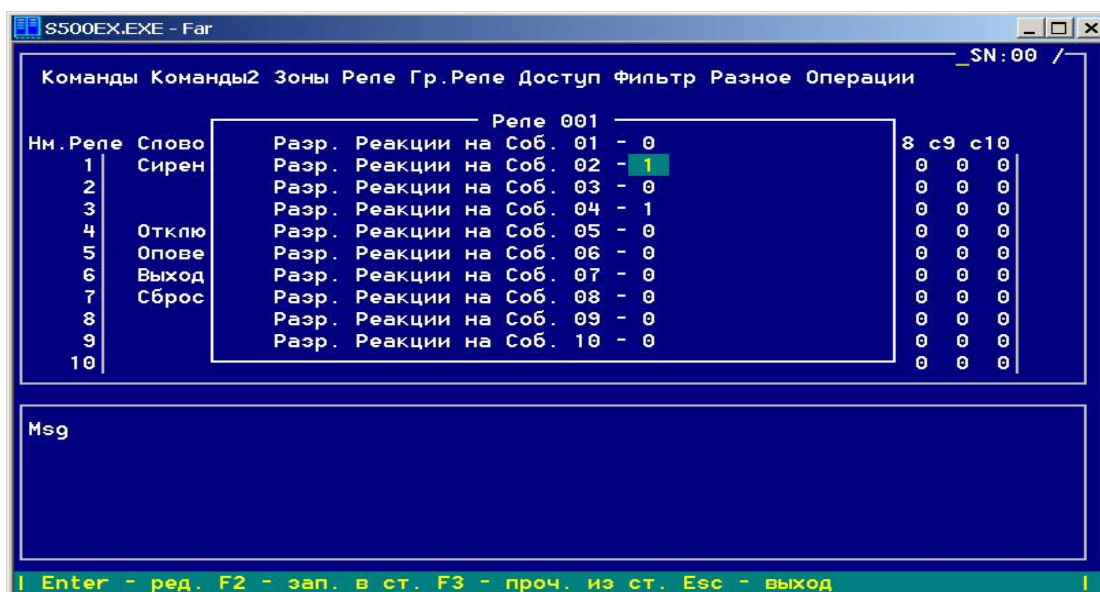 S500EX.EXE - Far
_SN:00 /
Команды Команды2 Зоны Реле Гр.Реле Доступ Фильтр Разное Операции
Реле 001
Нм.Реле Слово Разр. Реакции на Соб. 01 - 0 8 с9 с10
1 Сирен Разр. Реакции на Соб. 02 - 1 0 0 0
2 Разр. Реакции на Соб. 03 - 0 0 0 0
3 Разр. Реакции на Соб. 04 - 1 0 0 0
4 Отклю Разр. Реакции на Соб. 05 - 0 0 0 0
5 Опове Разр. Реакции на Соб. 06 - 0 0 0 0
6 Выход Разр. Реакции на Соб. 07 - 0 0 0 0
7 Сброс Разр. Реакции на Соб. 08 - 0 0 0 0
8 Разр. Реакции на Соб. 09 - 0 0 0 0
9 Разр. Реакции на Соб. 10 - 0 0 0 0
10 0 0 0
Msg
Enter - ред. F2 - зап. в ст. F3 - проч. из ст. Esc - выход